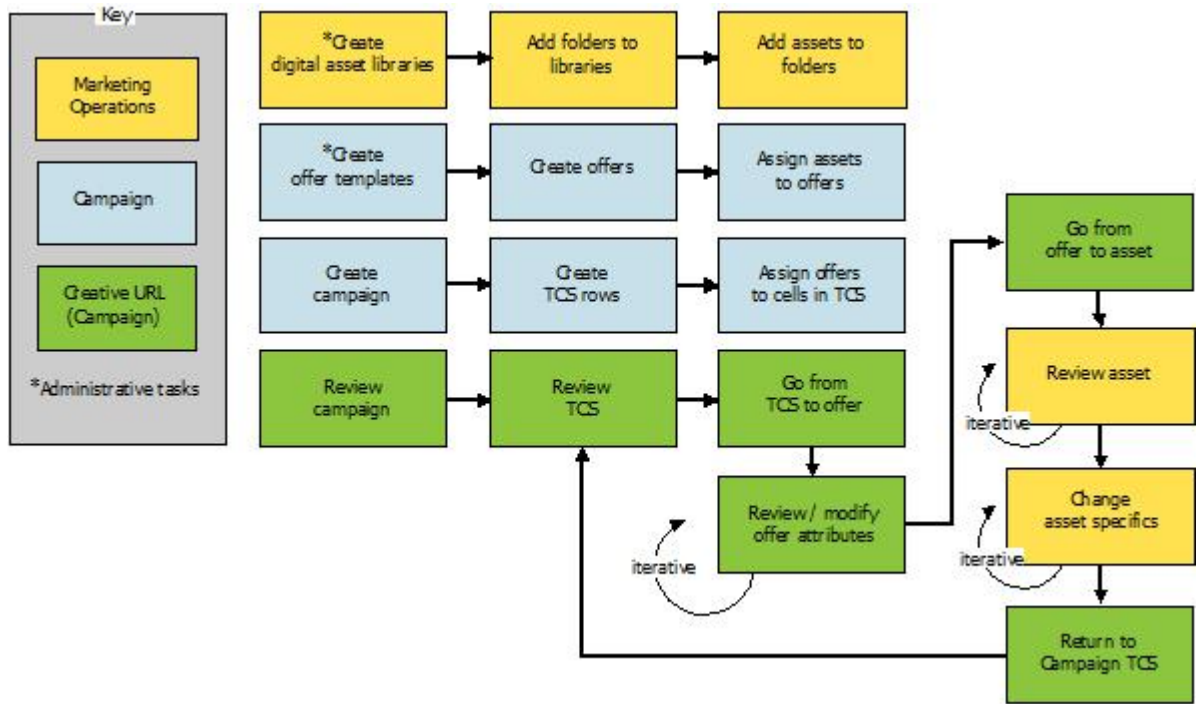 Key
Marketing
Operations
Campaign
Creative URL
(Campaign)
*Administrative tasks
*Create
digital asset libraries
Add folders to
libraries
Add assets to
folders
*Create
offer templates
Create offers
Assign assets
to offers
Create
campaign
Create
TCS rows
Assign offers
to cells in TCS
Review
campaign
Review
TCS
Go from
TCS to offer
Review / modify
offer attributes
iterative
Go from
offer to asset
Review asset
iterative
Change
asset specifics
iterative
Return to
Campaign TCS